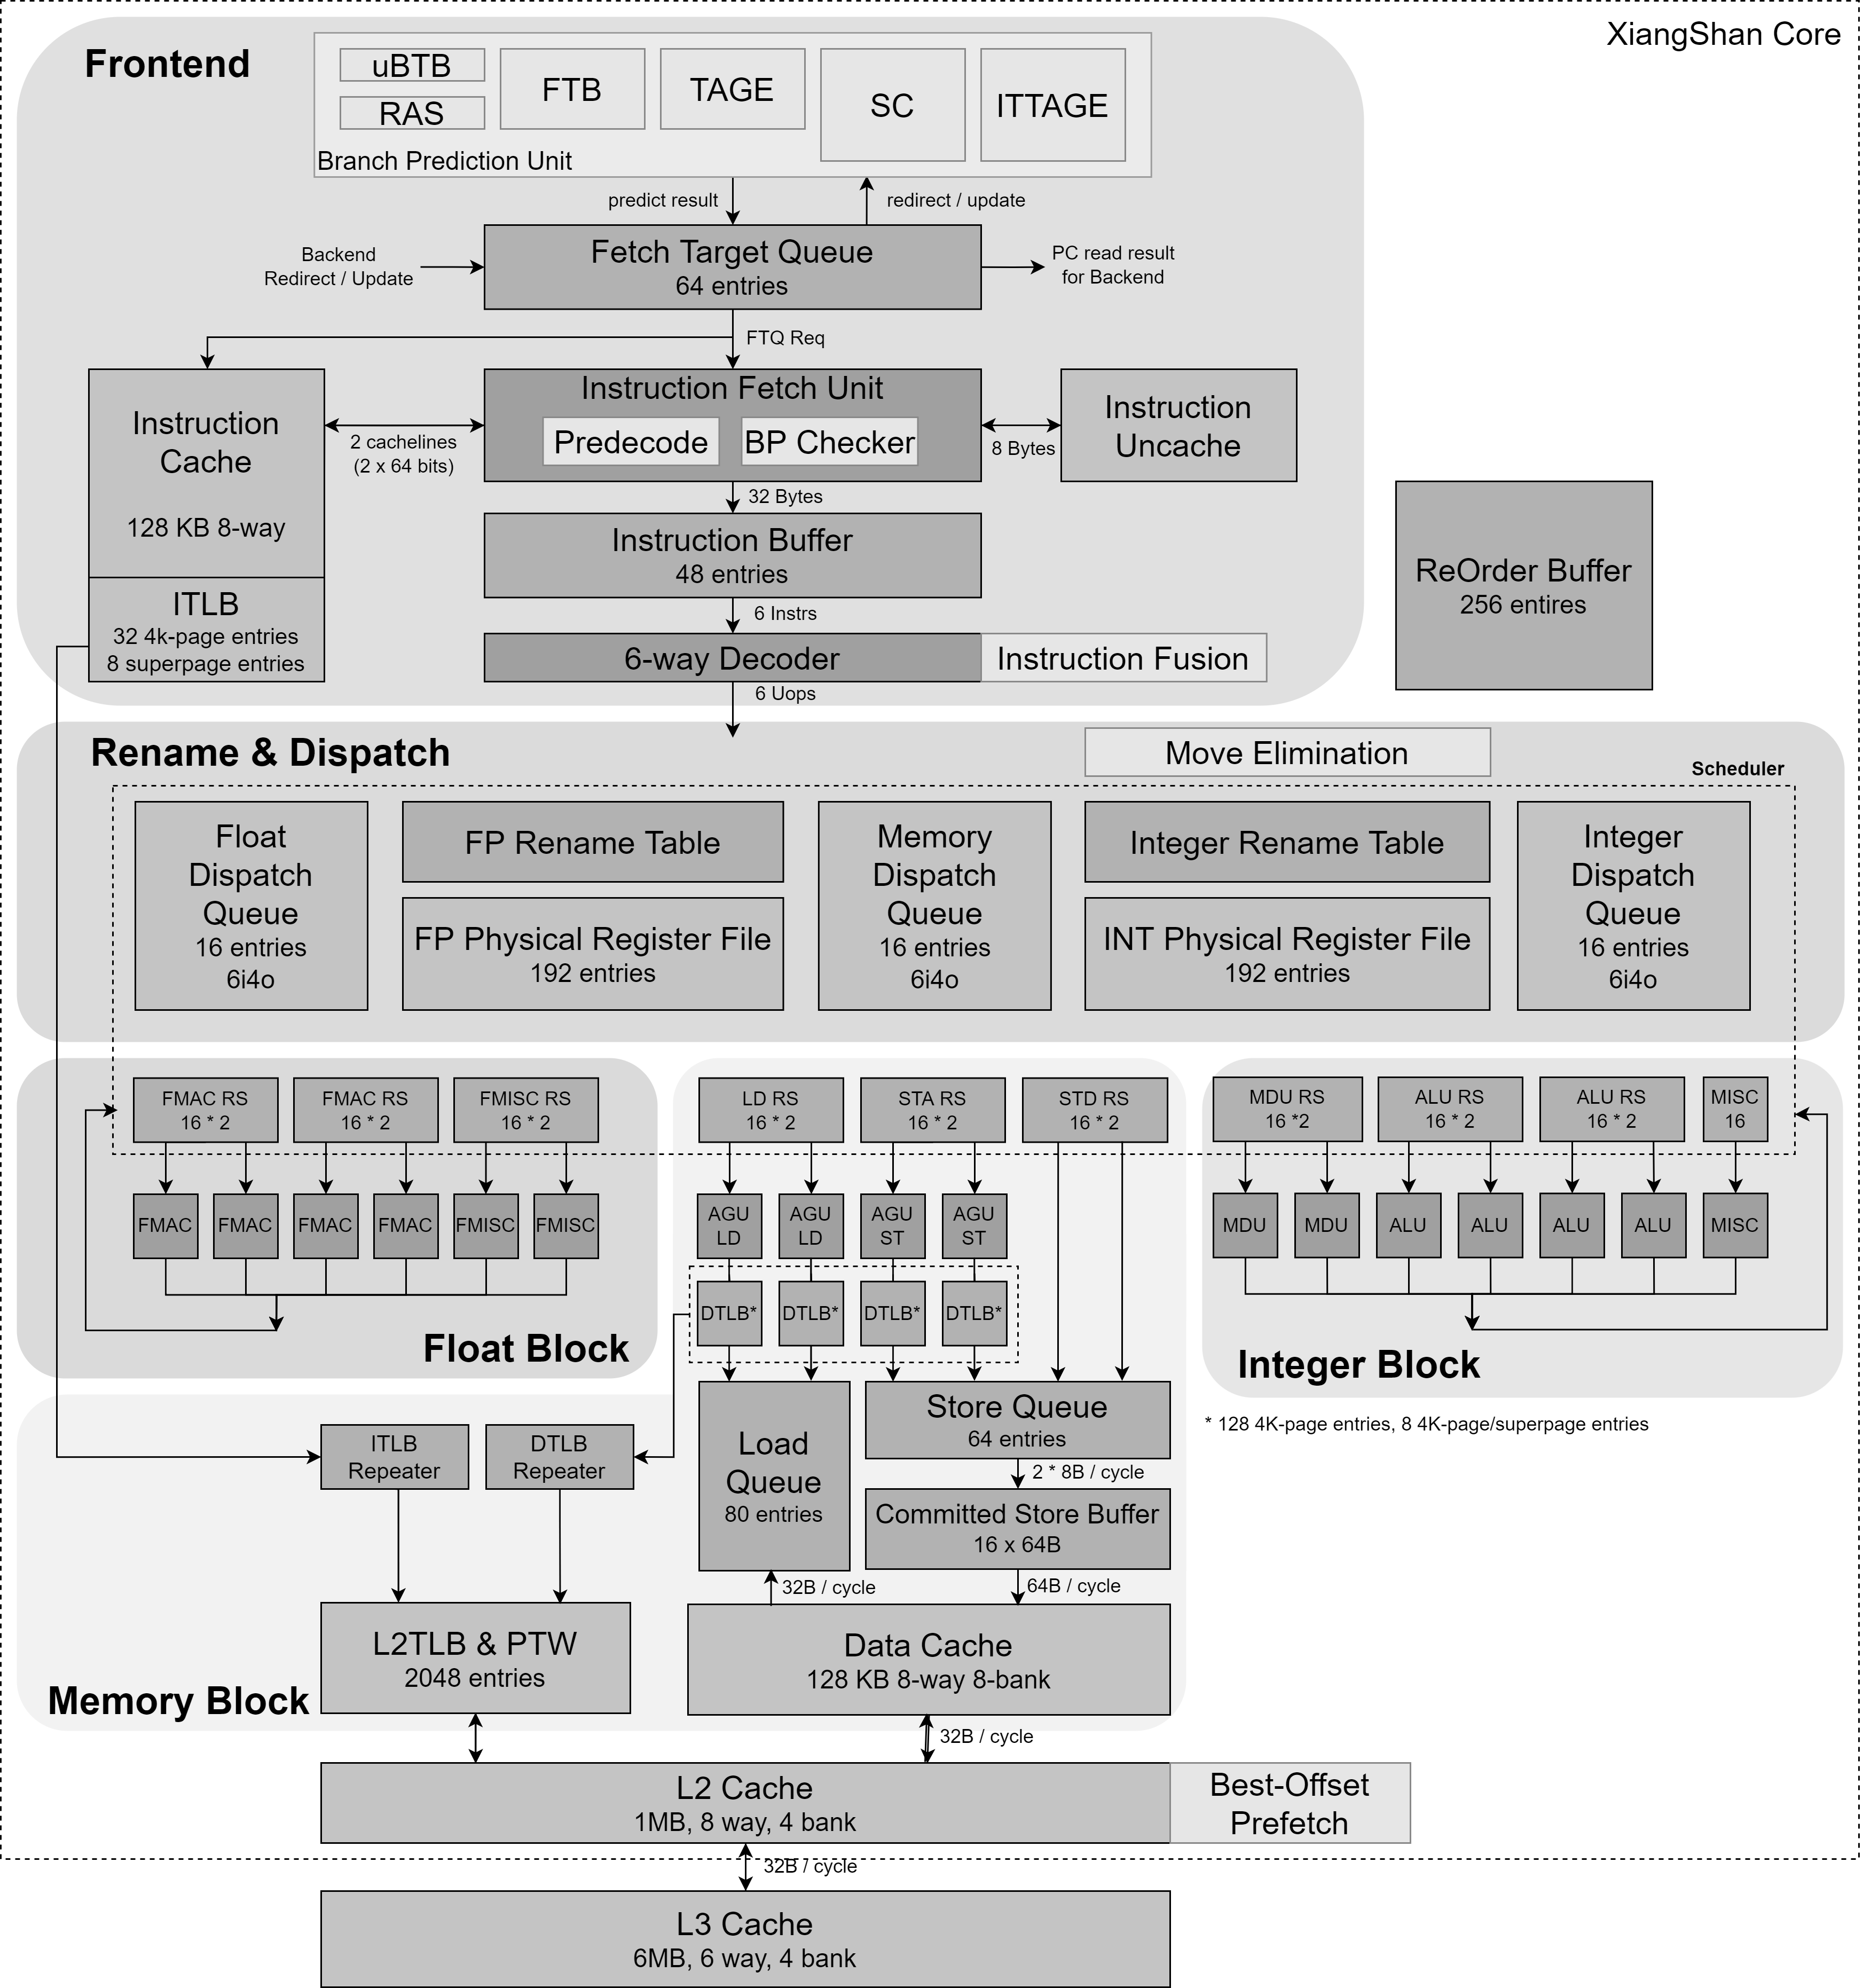 XiangShan Core
Frontend
uBTB
RAS
FTB
TAGE
SC
ITTAGE
Branch Prediction Unit
predict result
redirect / update
Backend
Redirect / Update
Fetch Target Queue
64 entries
PC read result
for Backend
FTQ Req
Instruction
Cache
128 KB 8-way
2 cachelines
(2 x 64 bits)
Instruction Fetch Unit
Predecode
BP Checker
8 Bytes
Instruction
Uncache
32 Bytes
Instruction Buffer
48 entries
ReOrder Buffer
256 entires
ITLB
32 4k-page entries
8 superpage entries
6 Instrs
6-way Decoder
Instruction Fusion
6 Uops
Rename & Dispatch
Move Elimination
Scheduler
Float
Dispatch
Queue
16 entries
6i4o
FP Rename Table
FP Physical Register File
192 entries
Memory
Dispatch
Queue
16 entries
6i4o
Integer Rename Table
INT Physical Register File
192 entries
Integer
Dispatch
Queue
16 entries
6i4o
FMAC RS
16 * 2
FMAC RS
16 * 2
FMISC RS
16 * 2
LD RS
16 * 2
STA RS
16 * 2
STD RS
16 * 2
MDU RS
16 *2
ALU RS
16 * 2
ALU RS
16 * 2
MISC
16
FMAC
FMAC
FMAC
FMAC
FMISC
FMISC
AGU
LD
AGU
LD
AGU
ST
AGU
ST
MDU
MDU
ALU
ALU
ALU
ALU
MISC
DTLB*
DTLB*
DTLB*
DTLB*
Float Block
Integer Block
* 128 4K-page entries, 8 4K-page/superpage entries
ITLB
Repeater
DTLB
Repeater
Load
Queue
80 entries
Store Queue
64 entries
2 * 8B / cycle
Committed Store Buffer
16 x 64B
32B / cycle
64B / cycle
L2TLB & PTW
2048 entries
Data Cache
128 KB 8-way 8-bank
Memory Block
32B / cycle
L2 Cache
1MB, 8 way, 4 bank
Best-Offset
Prefetch
32B / cycle
L3 Cache
6MB, 6 way, 4 bank